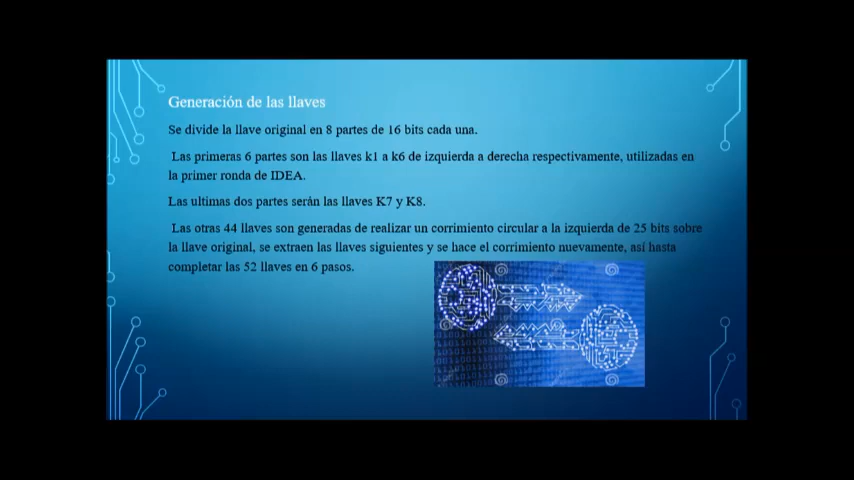 Generación de las llaves
Se divide la llave original en 8 partes de 16 bits cada una.
Las primeras 6 partes son las llaves k1 a k6 de izquierda a derecha respectivamente, utilizadas en
la primer ronda de IDEA.
Las ultimas dos partes serán las llaves K7 y K8.
Las otras 44 llaves son generadas de realizar un corrimiento circular a la izquierda de 25 bits sobre
la llave original, se extraen las llaves siguientes y se hace el corrimiento nuevamente, así hasta
completar las 52 llaves en 6 pasos.